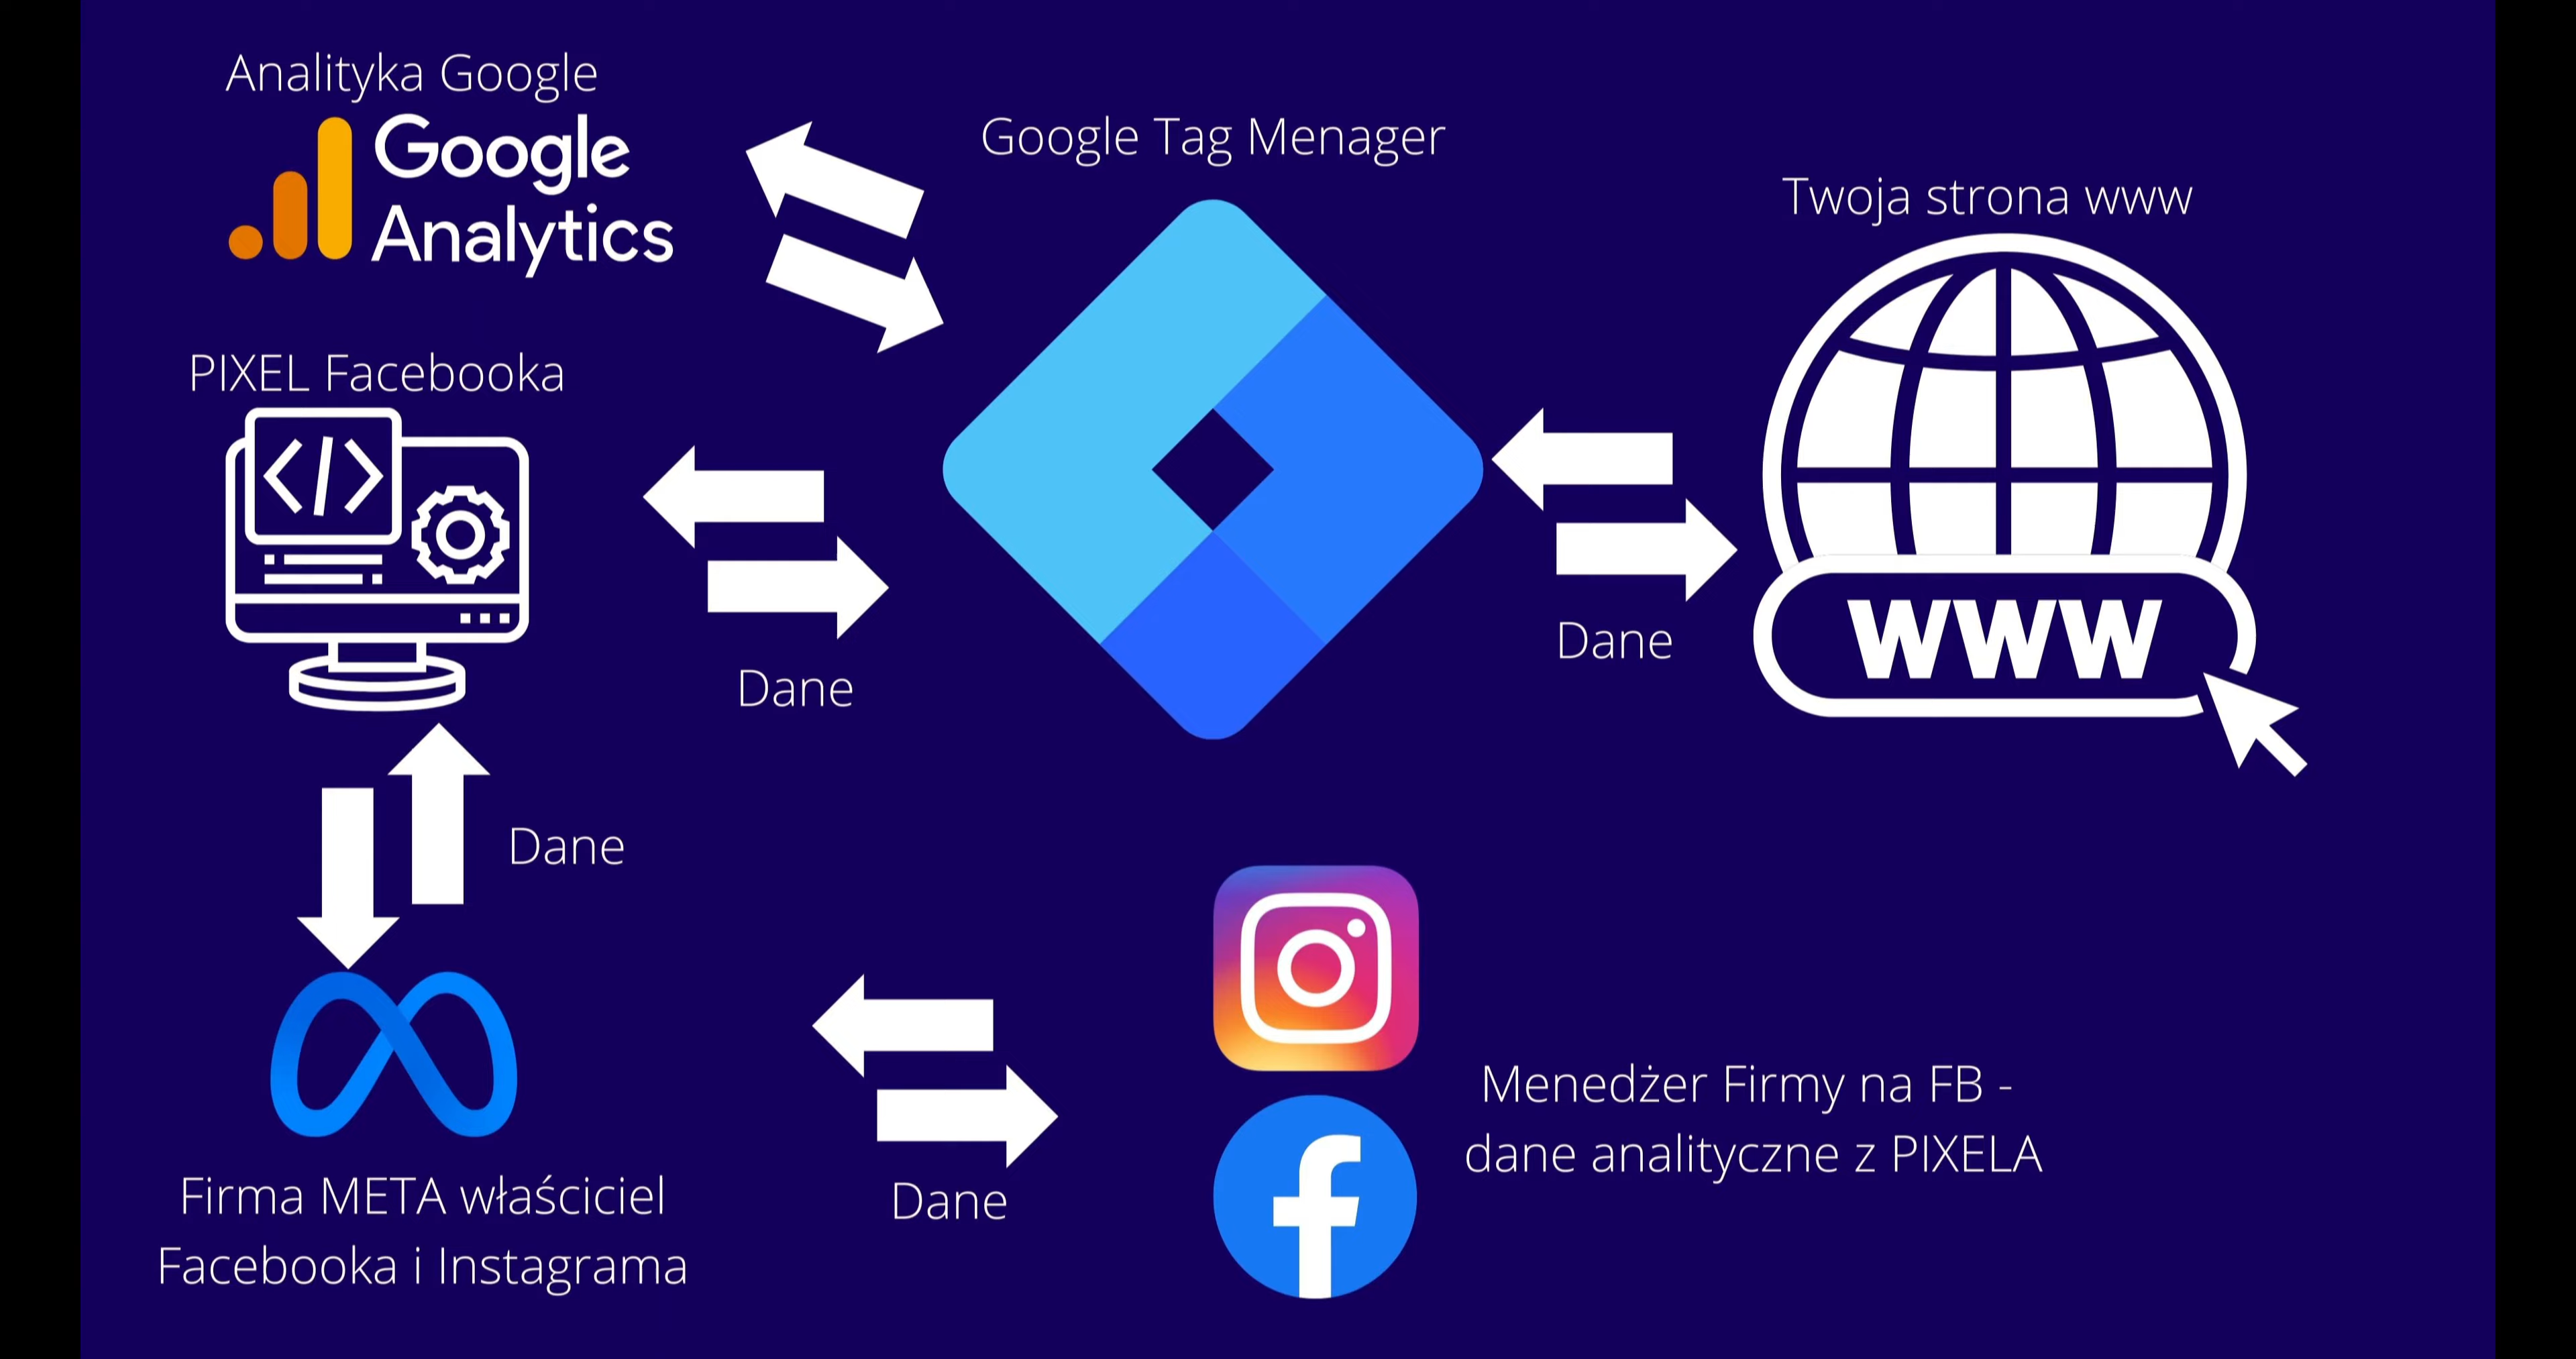 Analityka Google
Google
Analytics
Google Tag Menager
Twoja strona www
PIXEL Facebooka
</>
WWW
Dane
Dane
Dane
Firma META właściciel
Facebooka i Instagrama
Dane
Menedżer Firmy na FB -
dane analityczne z PIXELA